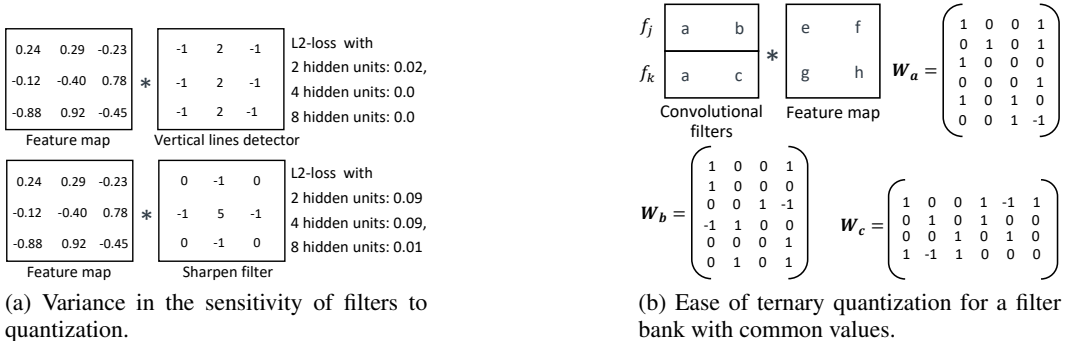 0.24 0.29 -0.23
-0.12 -0.40 0.78
-0.88 0.92 -0.45
Feature map
*
-1 2 -1
-1 2 -1
-1 2 -1
Vertical lines detector
L2-loss with
2 hidden units: 0.02,
4 hidden units: 0.0
8 hidden units: 0.0
0.24 0.29 -0.23
-0.12 -0.40 0.78
-0.88 0.92 -0.45
Feature map
*
0 -1 0
-1 5 -1
0 -1 0
Sharpen filter
L2-loss with
2 hidden units: 0.09
4 hidden units: 0.09,
8 hidden units: 0.01
(a) Variance in the sensitivity of filters to
quantization.
fj a b
fk a c
Convolutional
filters
*
e f
g h
Feature map
Wa =
1 0 0 1
0 1 0 1
1 0 0 0
0 0 0 1
1 0 1 0
0 0 1 -1
Wb =
1 0 0 1
1 0 0 0
0 0 1 -1
-1 1 0 0
0 0 0 1
0 1 0 1
Wc =
1 0 0 1 -1 1
0 1 0 1 0 0
0 0 1 0 1 0
1 -1 1 0 0 0
(b) Ease of ternary quantization for a filter
bank with common values.